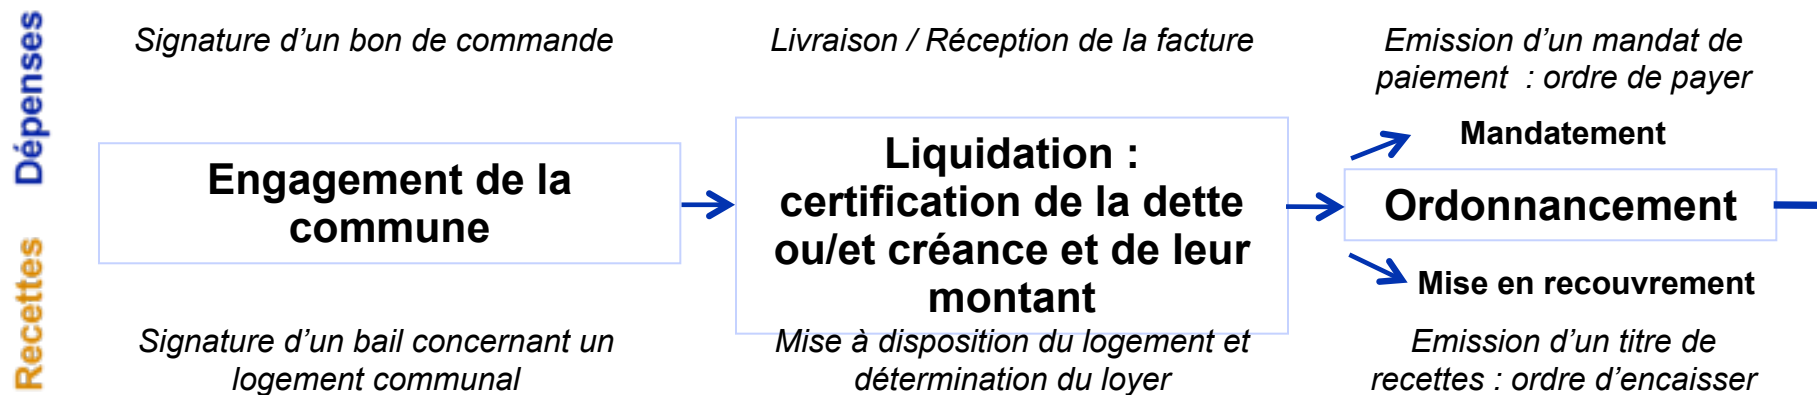 Dépenses
Signature d’un bon de commande
Livraison / Réception de la facture
Emission d’un mandat de
paiement  : ordre de payer
Mandatement
Engagement de la
commune
Liquidation :
certification de la dette
ou/et créance et de leur
montant
Ordonnancement
Mise en recouvrement
Recettes
Signature d’un bail concernant un
logement communal
Mise à disposition du logement et
détermination du loyer
Emission d’un titre de
recettes : ordre d’encaisser